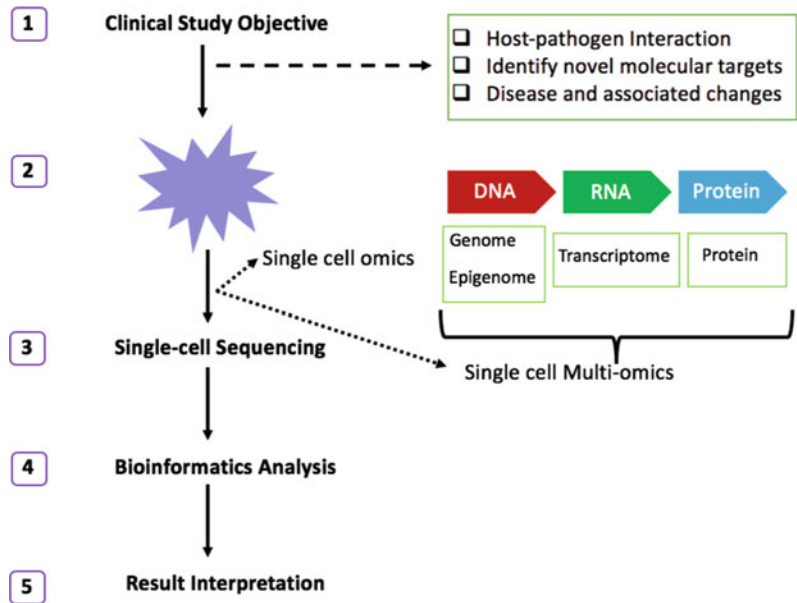 1
Clinical Study Objective
❑ Host-pathogen Interaction
❑ Identify novel molecular targets
❑ Disease and associated changes
2
DNA
RNA
Protein
Genome
Epigenome
Transcriptome
Protein
Single cell omics
3
Single-cell Sequencing
Single cell Multi-omics
4
Bioinformatics Analysis
5
Result Interpretation